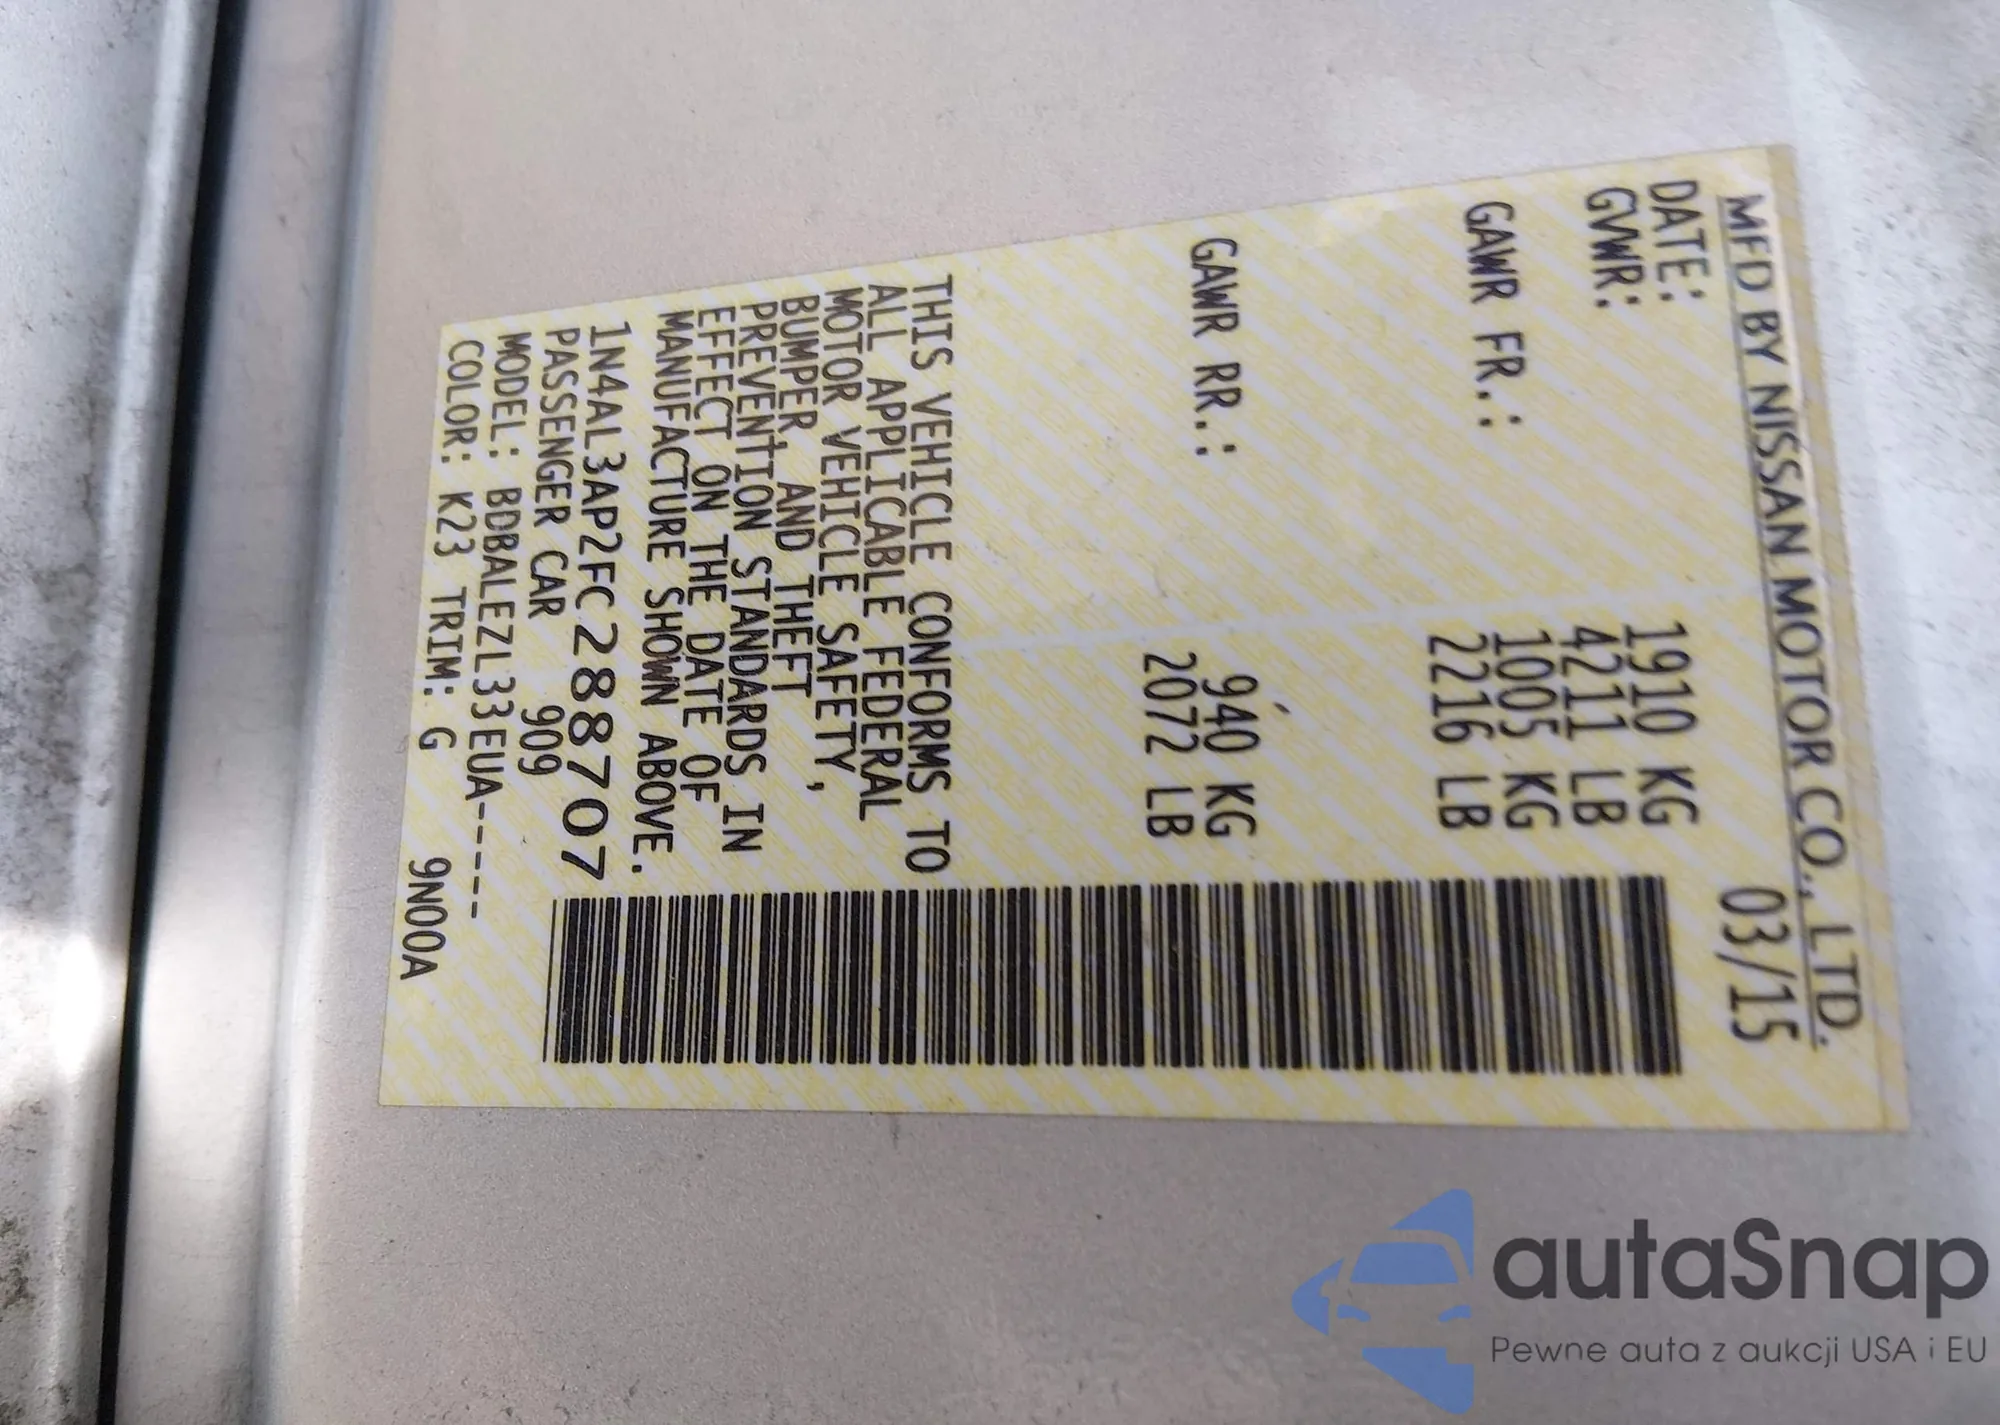 MFD BY NISSAN MOTOR CO., LTD.
DATE: 03/15
GVWR: 1910 KG
4211 LB
GAWR FR.: 1005 KG
2216 LB
GAWR RR.: 940 KG
2072 LB
THIS VEHICLE CONFORMS TO
ALL APPLICABLE FEDERAL
MOTOR VEHICLE SAFETY,
BUMPER, AND THEFT
PREVENTION STANDARDS IN
EFFECT ON THE DATE OF
MANUFACTURE SHOWN ABOVE.
1N4AL3AP2FC288707
PASSENGER CAR 909
MODEL: BDBALEZL33EUA-----
COLOR: K23 TRIM: G 9N00A
autaSnap
Pewne auta z aukcji USA i EU